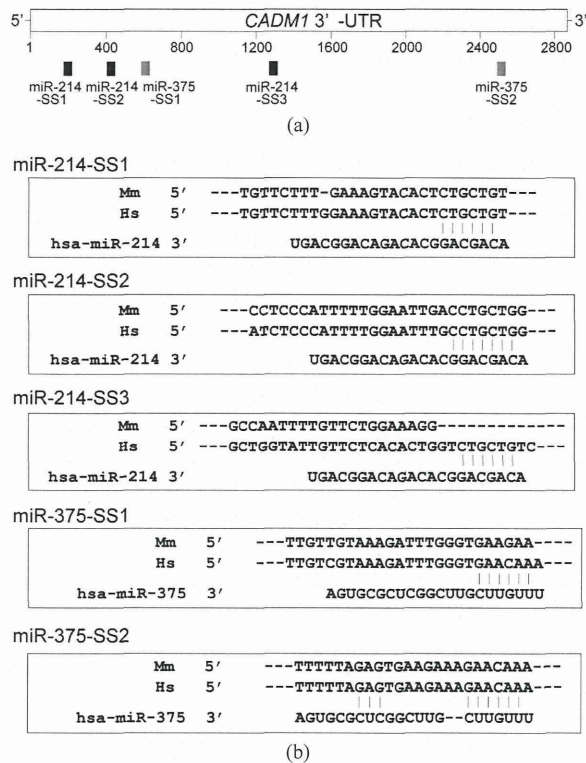 5' CADM1 3' -UTR 3'
1 400 800 1200 1600 2000 2400 2800
miR-214 miR-214 miR-375 miR-214 miR-375
-SS1 -SS2 -SS1 -SS3 -SS2
(a)
miR-214-SS1
Mm 5' ---TGTTCTTT-GAAAGTACACTCTGCTGT---
Hs 5' ---TGTTCTTTGGAAAGTACACTCTGCTGT---
hsa-miR-214 3' UGACGGACAGACACGGACGACA
miR-214-SS2
Mm 5' ---CCTCCCATTTTTGGAATTGACCTGCTGG---
Hs 5' ---ATCTCCCATTTTGGAATTTGCCTGCTGG---
hsa-miR-214 3' UGACGGACAGACACGGACGACA
miR-214-SS3
Mm 5' ---GCCAATTTTGTTCTGGAAAGG-------------
Hs 5' ---GCTGGTATTGTTCTCACACTGGTCTGCTGTC---
hsa-miR-214 3' UGACGGACAGACACGGACGACA
miR-375-SS1
Mm 5' ---TTGTTGTAAAGATTTGGGTGAAGAA----
Hs 5' ---TTGTCGTAAAGATTTGGGTGAACAAA---
hsa-miR-375 3' AGUGCGCUCGGCUUGCUUGUUU
miR-375-SS2
Mm 5' ---TTTTTAGAGTGAAGAAAGAACAAA---
Hs 5' ---TTTTTAGAGTGAAGAAAGAACAAA---
hsa-miR-375 3' AGUGCGCUCGGCUUG--CUUGUUU
(b)